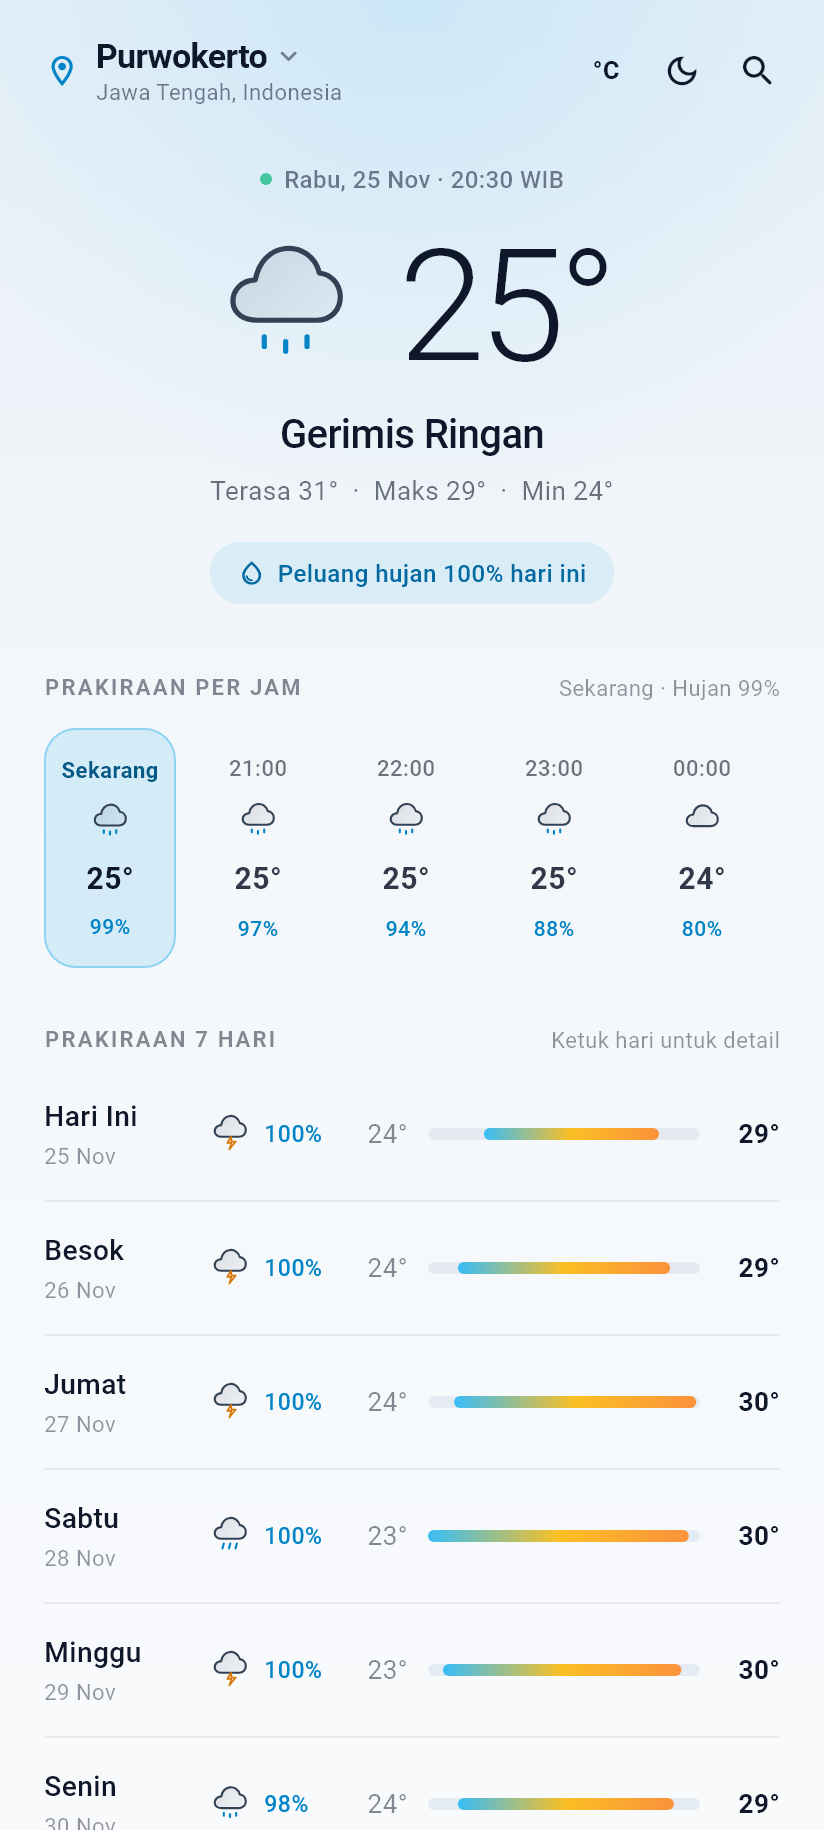 Purwokerto
Jawa Tengah, Indonesia
°C
Rabu, 25 Nov · 20:30 WIB
25°
Gerimis Ringan
Terasa 31° · Maks 29° · Min 24°
Peluang hujan 100% hari ini
PRAKIRAAN PER JAM
Sekarang · Hujan 99%
Sekarang 21:00 22:00 23:00 00:00
25° 25° 25° 25° 24°
99% 97% 94% 88% 80%
PRAKIRAAN 7 HARI
Ketuk hari untuk detail
Hari Ini
25 Nov
100% 24° 29°
Besok
26 Nov
100% 24° 29°
Jumat
27 Nov
100% 24° 30°
Sabtu
28 Nov
100% 23° 30°
Minggu
29 Nov
100% 23° 30°
Senin
30 Nov
98% 24° 29°